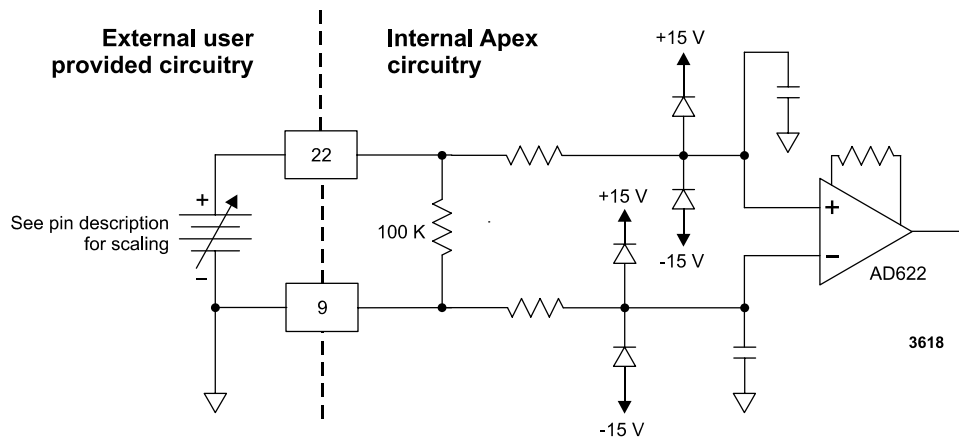 External user
provided circuitry
Internal Apex
circuitry
+15 V
22
+15 V
+
See pin description
for scaling
100 K
-15 V
+
−
−
AD622
9
3618
-15 V